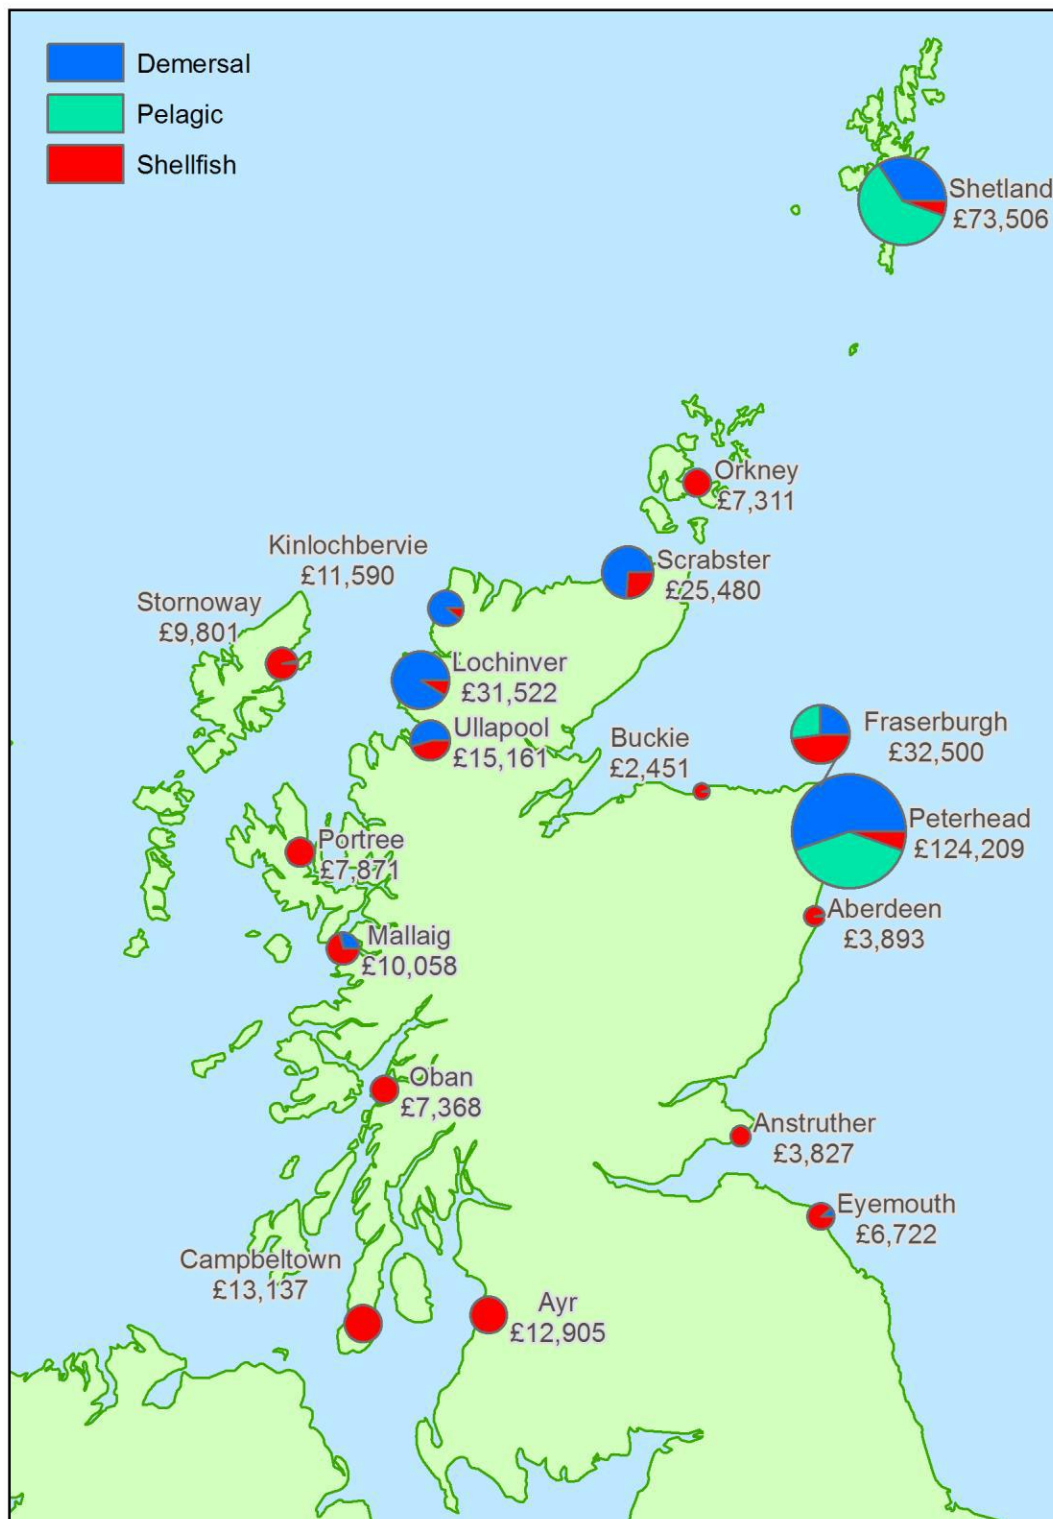 Demersal
Pelagic
Shellfish
Shetland
£73,506
Orkney
£7,311
Kinlochbervie
£11,590
Scrabster
£25,480
Stornoway
£9,801
Lochinver
£31,522
Ullapool
£15,161
Buckie
£2,451
Fraserburgh
£32,500
Peterhead
£124,209
Portree
£7,871
Aberdeen
£3,893
Mallaig
£10,058
Oban
£7,368
Anstruther
£3,827
Eyemouth
£6,722
Campbeltown
£13,137
Ayr
£12,905